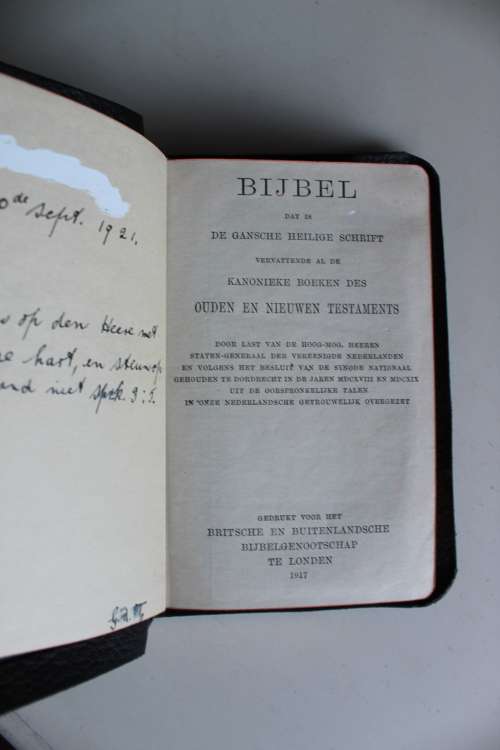 0de sept. 1921.
s op den Heere met
e hart, en steun op
and niet sprk 3:5.
BIJBEL
DAT IS
DE GANSCHE HEILIGE SCHRIFT
VERVATTENDE AL DE
KANONIEKE BOEKEN DES
OUDEN EN NIEUWEN TESTAMENTS
DOOR LAST VAN DE HOOG-MOG. HEEREN
STATEN-GENERAAL DER VEREENIGDE NEDERLANDEN
EN VOLGENS HET BESLUIT VAN DE SYNODE NATIONAAL
GEHOUDEN TE DORDRECHT IN DE JAREN MDCXVIII EN MDCXIX
UIT DE OORSPRONKELIJKE TALEN
IN ONZE NEDERLANDSCHE GETROUWELIJK OVERGEZET
GEDRUKT VOOR HET
BRITSCHE EN BUITENLANDSCHE
BIJBELGENOOTSCHAP
TE LONDEN
1917